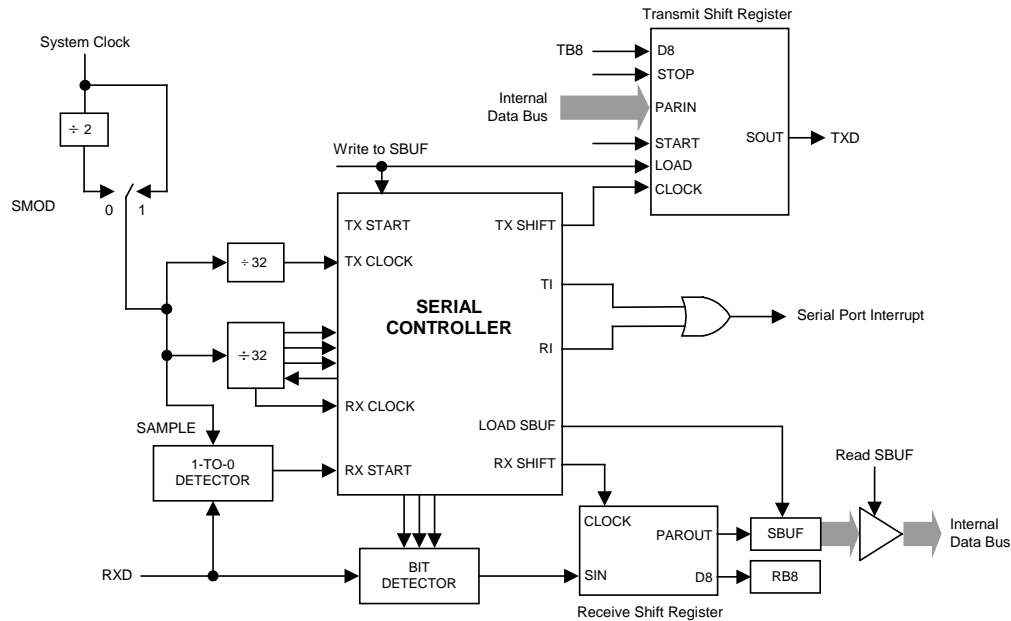 Transmit Shift Register
System Clock
TB8
D8
STOP
Internal
Data Bus
PARIN
÷ 2
START
SOUT
TXD
Write to SBUF
LOAD
CLOCK
SMOD
0
1
TX START
TX SHIFT
÷ 32
TX CLOCK
TI
SERIAL
CONTROLLER
Serial Port Interrupt
÷ 32
RI
RX CLOCK
SAMPLE
LOAD SBUF
1-TO-0
DETECTOR
RX START
RX SHIFT
Read SBUF
CLOCK
PAROUT
SBUF
Internal
Data Bus
RXD
BIT
DETECTOR
SIN
D8
RB8
Receive Shift Register